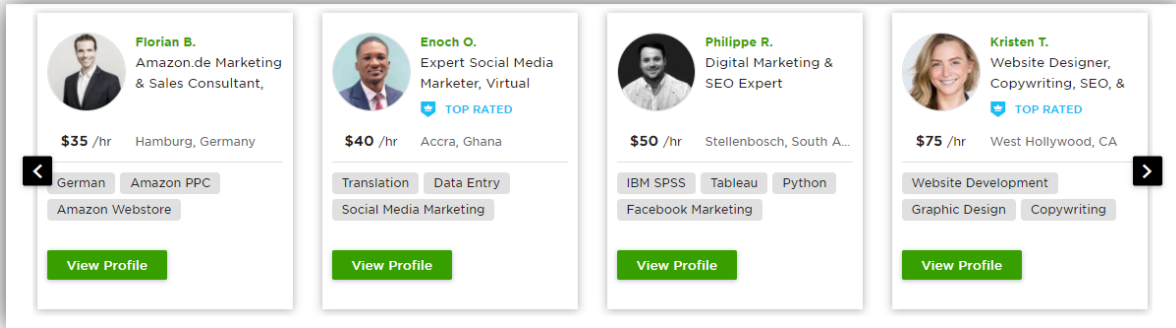 Florian B.
Amazon.de Marketing
& Sales Consultant,
$35 /hr Hamburg, Germany
German Amazon PPC
Amazon Webstore
View Profile
Enoch O.
Expert Social Media
Marketer, Virtual
TOP RATED
$40 /hr Accra, Ghana
Translation Data Entry
Social Media Marketing
View Profile
Philippe R.
Digital Marketing &
SEO Expert
$50 /hr Stellenbosch, South A...
IBM SPSS Tableau Python
Facebook Marketing
View Profile
Kristen T.
Website Designer,
Copywriting, SEO, &
TOP RATED
$75 /hr West Hollywood, CA
Website Development
Graphic Design Copywriting
View Profile